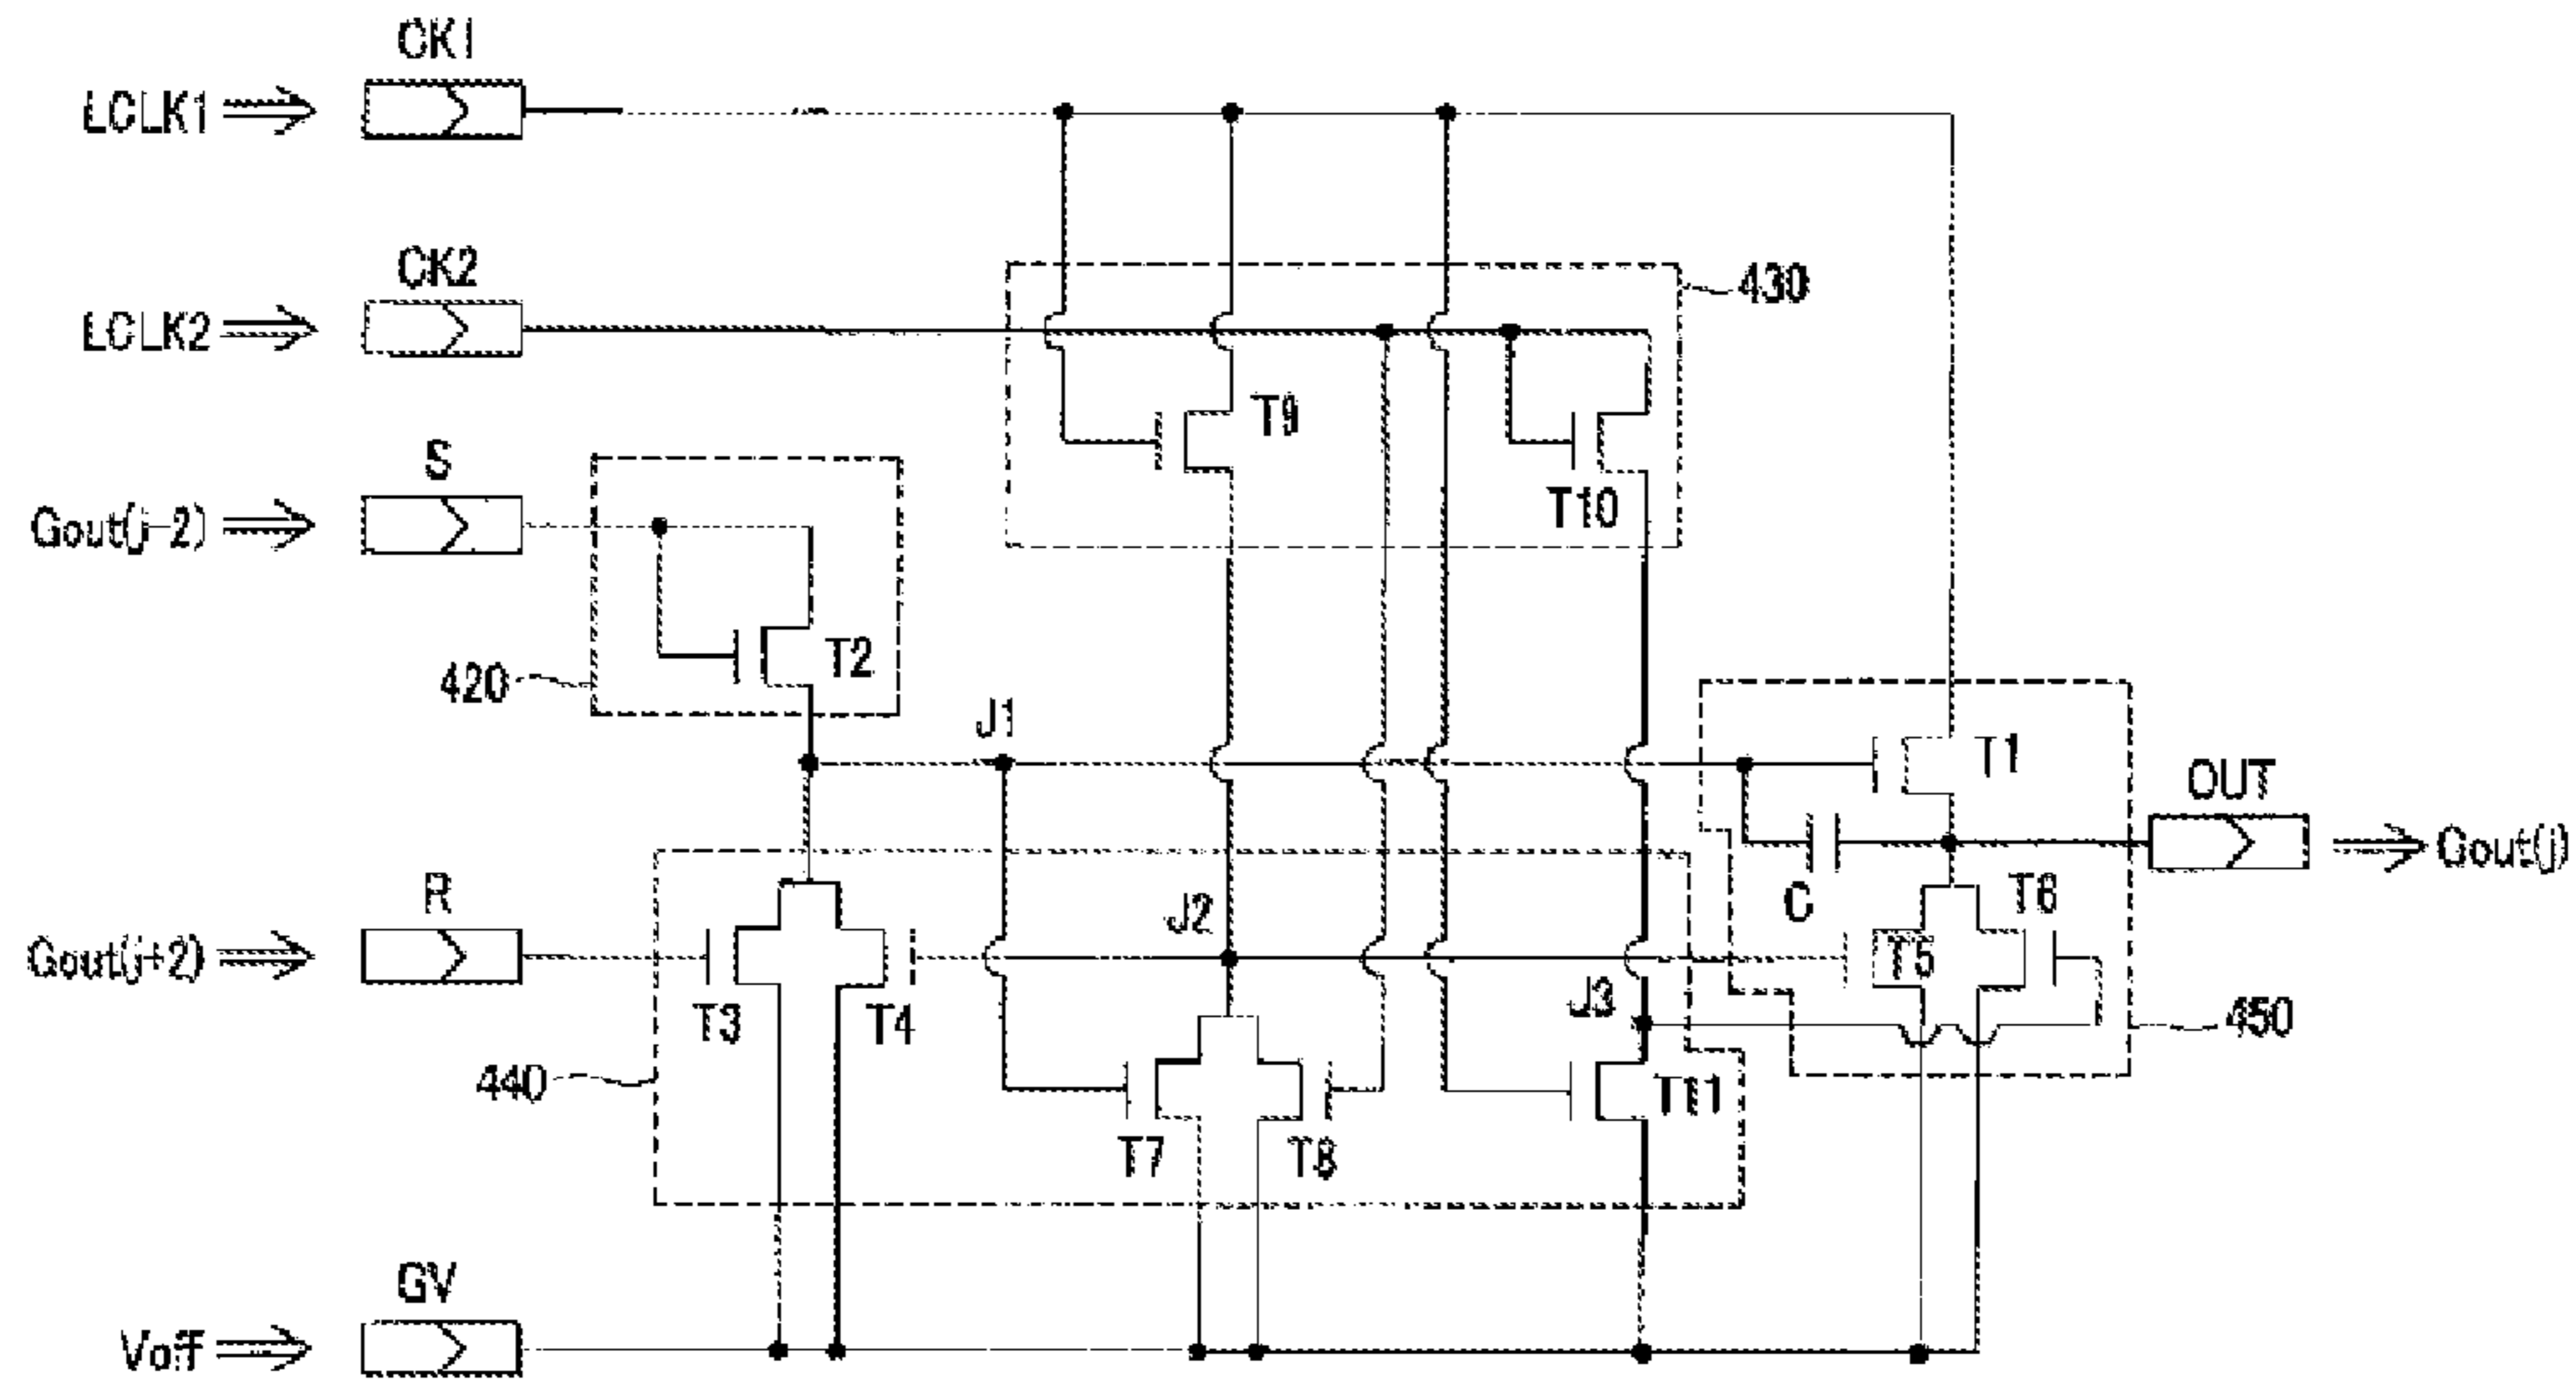 CK1
LCLK1
CK2
LCLK2
430
T9
T10
S
Gout(j-2)
T2
420
J1
T1
OUT
Gout(j)
C
T6
R
J2
Gout(j+2)
T5
T3
T4
J3
450
440
T11
T7
T8
GV
Voff